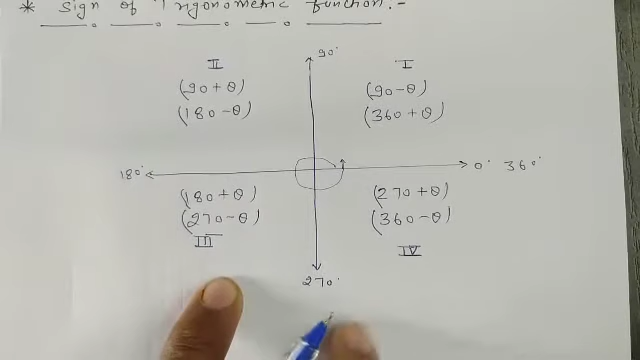 * Sign of Trigonometric function :-
90°
II I
(90+θ) (90-θ)
(180-θ) (360+θ)
180° 0° 360°
(180+θ) (270+θ)
(270-θ) (360-θ)
III IV
270°